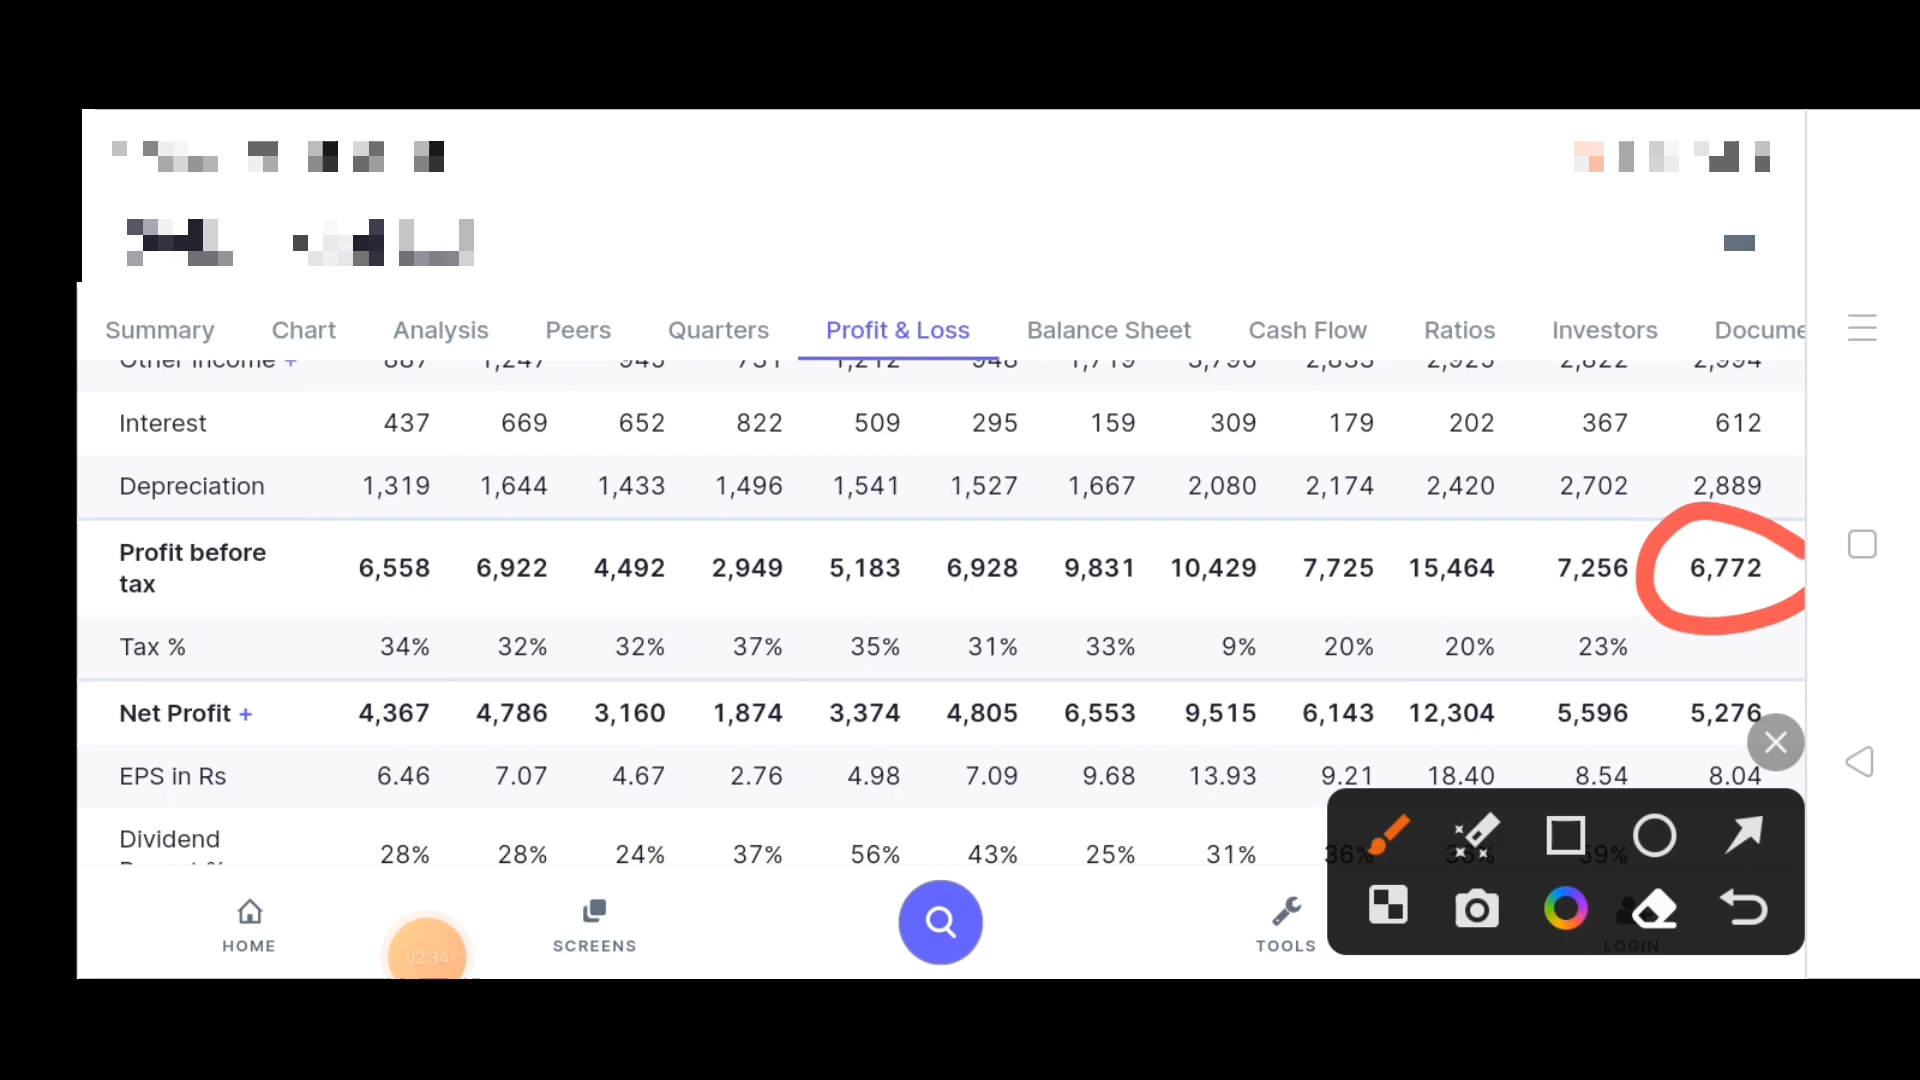 Summary Chart Analysis Peers Quarters Profit & Loss Balance Sheet Cash Flow Ratios Investors Docume
Other Income +
Interest 437 669 652 822 509 295 159 309 179 202 367 612
Depreciation 1,319 1,644 1,433 1,496 1,541 1,527 1,667 2,080 2,174 2,420 2,702 2,889
Profit before
tax 6,558 6,922 4,492 2,949 5,183 6,928 9,831 10,429 7,725 15,464 7,256 6,772
Tax % 34% 32% 32% 37% 35% 31% 33% 9% 20% 20% 23%
Net Profit + 4,367 4,786 3,160 1,874 3,374 4,805 6,553 9,515 6,143 12,304 5,596 5,276
EPS in Rs 6.46 7.07 4.67 2.76 4.98 7.09 9.68 13.93 9.21 18.40 8.54 8.04
Dividend
28% 28% 24% 37% 56% 43% 25% 31% 36%
HOME 02:34 SCREENS TOOLS LOGIN